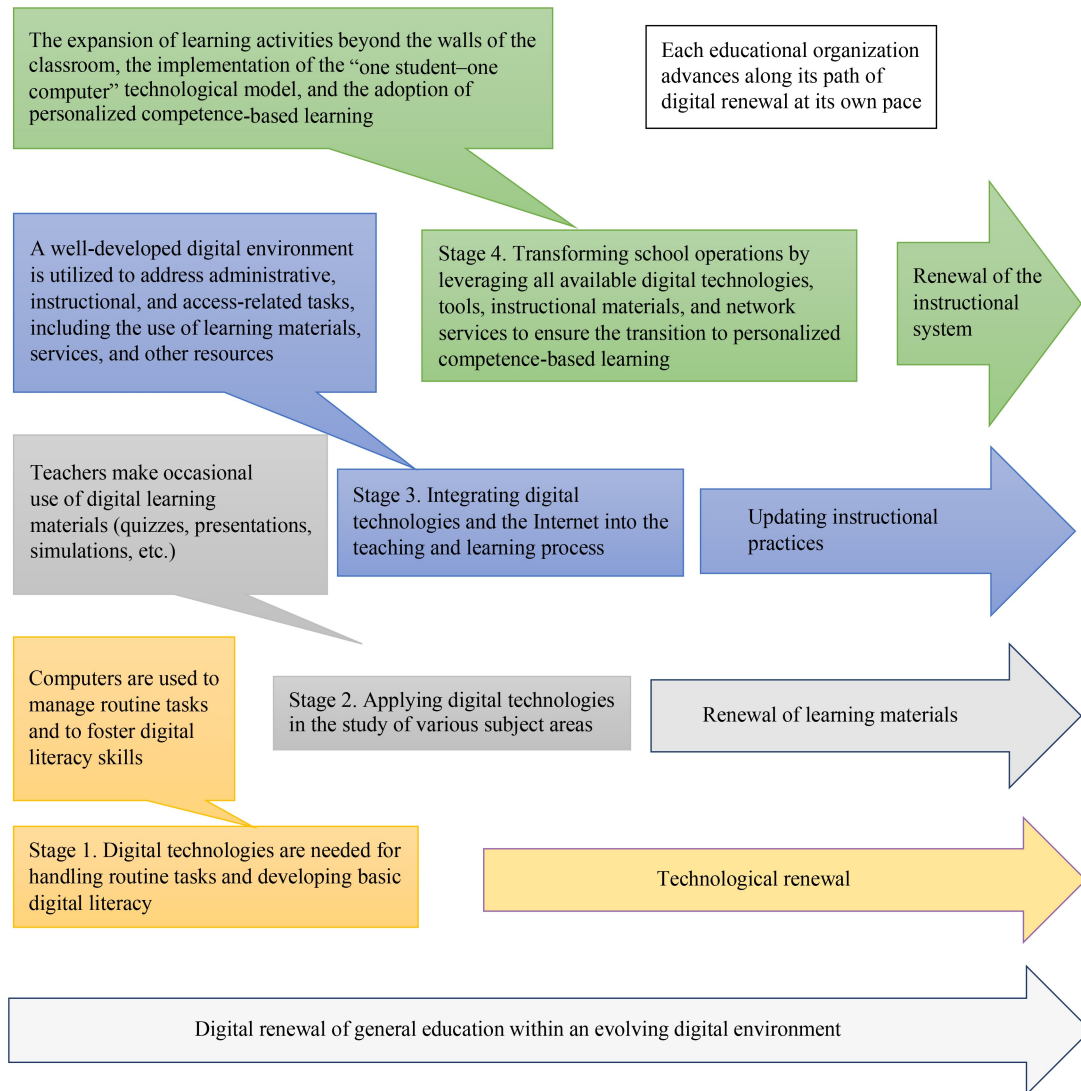 The expansion of learning activities beyond the walls of the
classroom, the implementation of the “one student–one
computer” technological model, and the adoption of
personalized competence-based learning
Each educational organization
advances along its path of
digital renewal at its own pace
A well-developed digital environment
is utilized to address administrative,
instructional, and access-related tasks,
including the use of learning materials,
services, and other resources
Stage 4. Transforming school operations by
leveraging all available digital technologies,
tools, instructional materials, and network
services to ensure the transition to personalized
competence-based learning
Renewal of the
instructional
system
Teachers make occasional
use of digital learning
materials (quizzes, presentations,
simulations, etc.)
Stage 3. Integrating digital
technologies and the Internet into the
teaching and learning process
Updating instructional
practices
Computers are used to
manage routine tasks
and to foster digital
literacy skills
Stage 2. Applying digital technologies
in the study of various subject areas
Renewal of learning materials
Stage 1. Digital technologies are needed for
handling routine tasks and developing basic
digital literacy
Technological renewal
Digital renewal of general education within an evolving digital environment